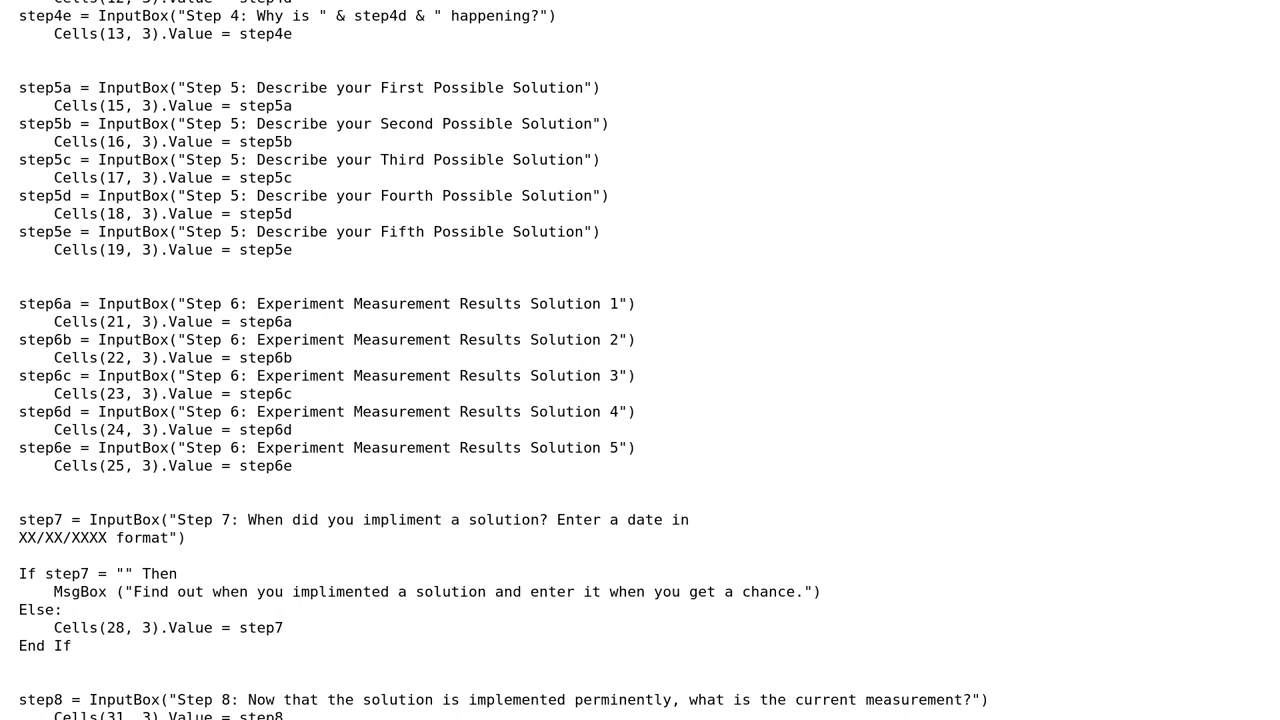 Cells(12, 3).Value = step4d
step4e = InputBox("Step 4: Why is " & step4d & " happening?")
Cells(13, 3).Value = step4e
step5a = InputBox("Step 5: Describe your First Possible Solution")
Cells(15, 3).Value = step5a
step5b = InputBox("Step 5: Describe your Second Possible Solution")
Cells(16, 3).Value = step5b
step5c = InputBox("Step 5: Describe your Third Possible Solution")
Cells(17, 3).Value = step5c
step5d = InputBox("Step 5: Describe your Fourth Possible Solution")
Cells(18, 3).Value = step5d
step5e = InputBox("Step 5: Describe your Fifth Possible Solution")
Cells(19, 3).Value = step5e
step6a = InputBox("Step 6: Experiment Measurement Results Solution 1")
Cells(21, 3).Value = step6a
step6b = InputBox("Step 6: Experiment Measurement Results Solution 2")
Cells(22, 3).Value = step6b
step6c = InputBox("Step 6: Experiment Measurement Results Solution 3")
Cells(23, 3).Value = step6c
step6d = InputBox("Step 6: Experiment Measurement Results Solution 4")
Cells(24, 3).Value = step6d
step6e = InputBox("Step 6: Experiment Measurement Results Solution 5")
Cells(25, 3).Value = step6e
step7 = InputBox("Step 7: When did you impliment a solution? Enter a date in
XX/XX/XXXX format")
If step7 = "" Then
MsgBox ("Find out when you implimented a solution and enter it when you get a chance.")
Else:
Cells(28, 3).Value = step7
End If
step8 = InputBox("Step 8: Now that the solution is implemented perminently, what is the current measurement?")
Cells(31, 3).Value = step8